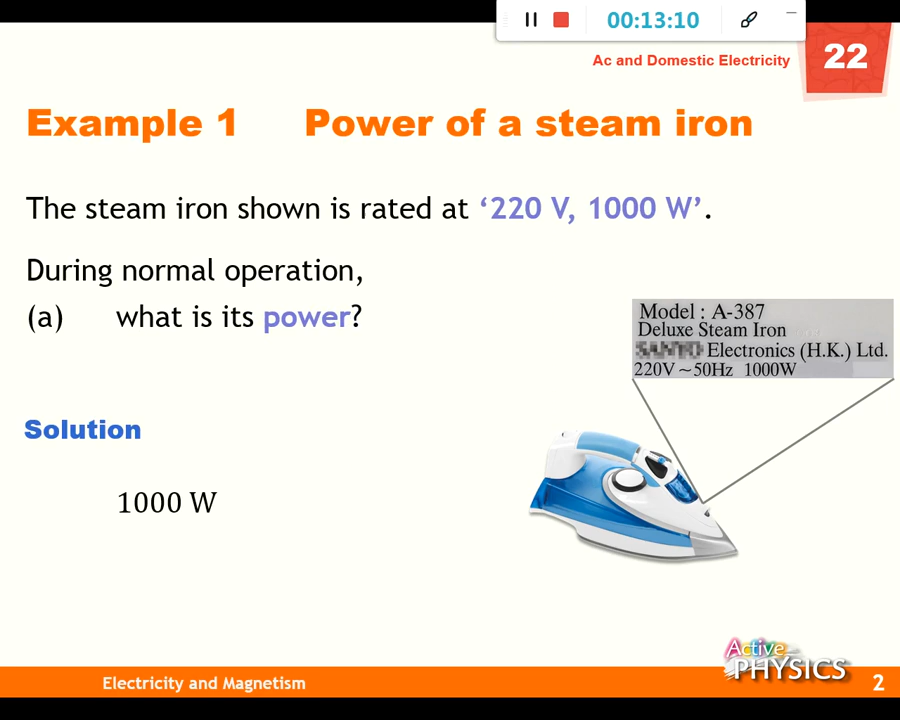 00:13:10
Ac and Domestic Electricity
22
Example 1 Power of a steam iron
The steam iron shown is rated at ‘220 V, 1000 W’.
During normal operation,
(a) what is its power?
Model : A-387
Deluxe Steam Iron
Electronics (H.K.) Ltd.
220V ~ 50Hz 1000W
Solution
1000 W
Active
PHYSICS
Electricity and Magnetism
2